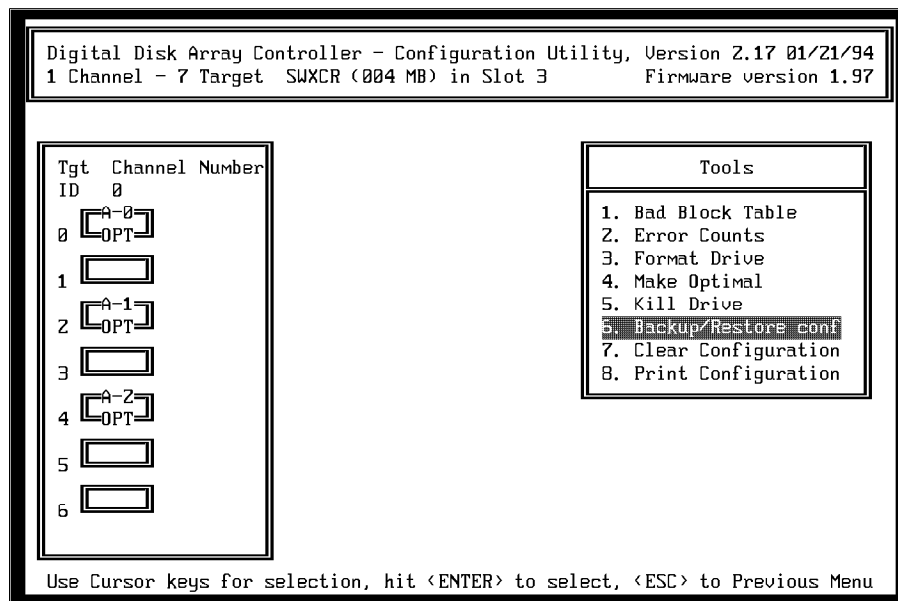 Digital Disk Array Controller - Configuration Utility, Version 2.17 01/21/94
1 Channel - 7 Target SWXCR (004 MB) in Slot 3 Firmware version 1.97
Tgt Channel Number
ID 0
0 A-0
OPT
1
2 A-1
OPT
3
4 A-2
OPT
5
6
Tools
1. Bad Block Table
2. Error Counts
3. Format Drive
4. Make Optimal
5. Kill Drive
6. Backup/Restore conf
7. Clear Configuration
8. Print Configuration
Use Cursor keys for selection, hit <ENTER> to select, <ESC> to Previous Menu